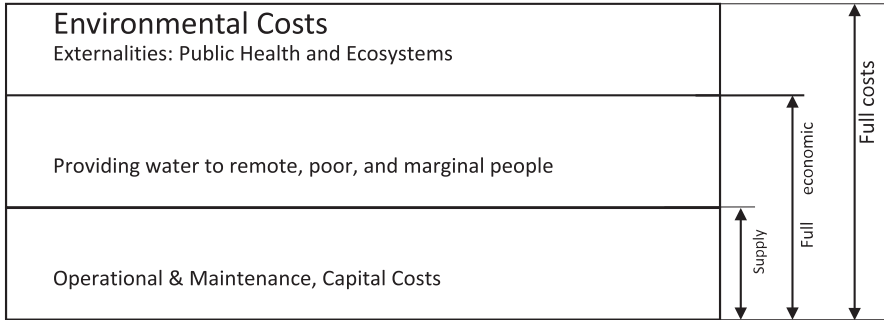 Environmental Costs
Externalities: Public Health and Ecosystems
Providing water to remote, poor, and marginal people
Operational & Maintenance, Capital Costs
Supply
Full economic
Full costs